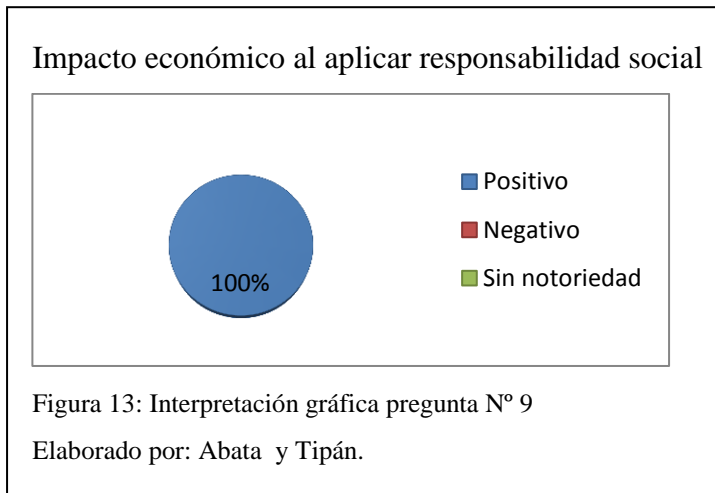 Impacto económico al aplicar responsabilidad social
Positivo
Negativo
Sin notoriedad
100%
Figura 13: Interpretación gráfica pregunta Nº 9
Elaborado por: Abata y Tipán.